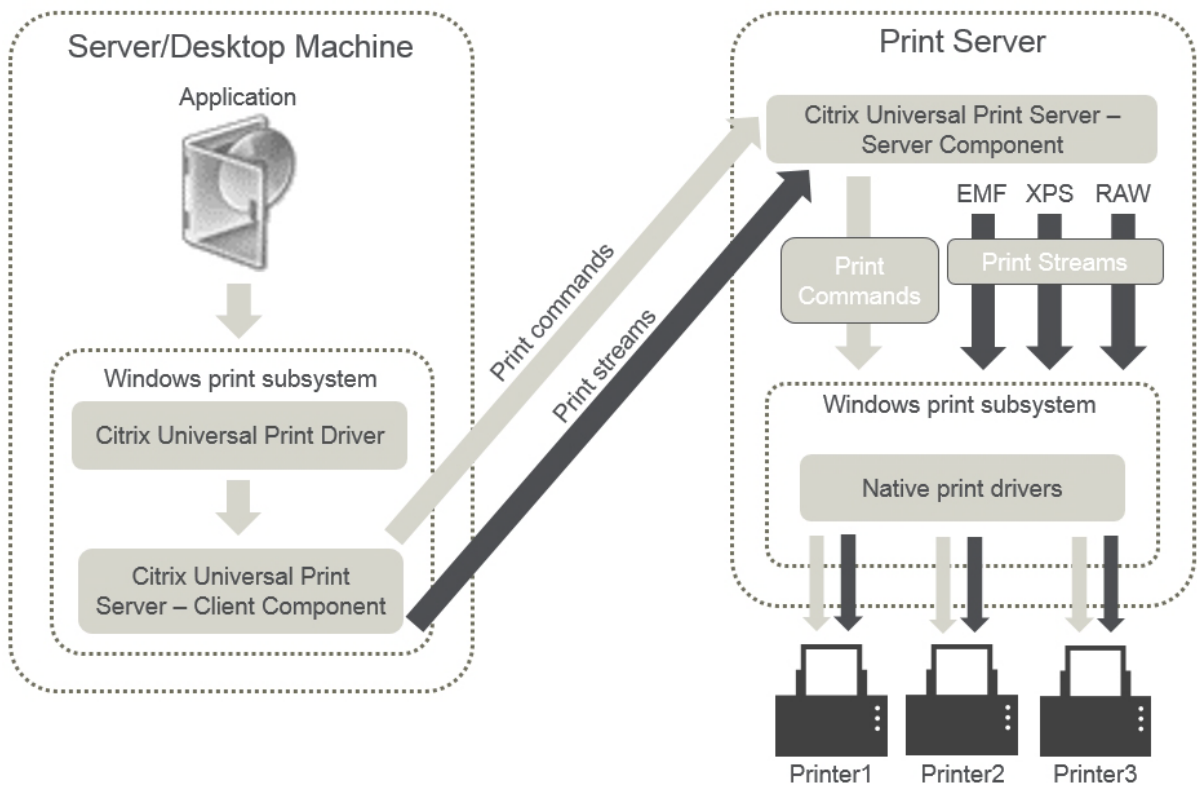 Server/Desktop Machine
Application
Windows print subsystem
Citrix Universal Print Driver
Citrix Universal Print
Server – Client Component
Print commands
Print streams
Print Server
Citrix Universal Print Server –
Server Component
EMF XPS RAW
Print
Commands
Print Streams
Windows print subsystem
Native print drivers
Printer1 Printer2 Printer3